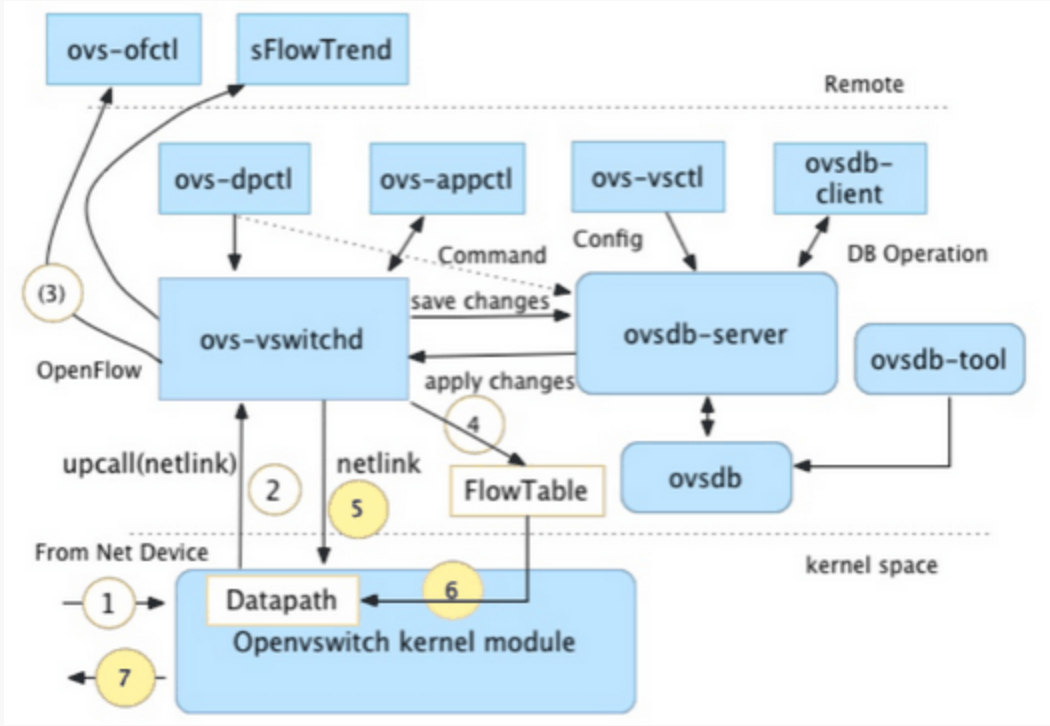 ovs-ofctl
sFlowTrend
Remote
ovs-dpctl
ovs-appctl
ovs-vsctl
ovsdb-
client
Command
Config
DB Operation
(3)
save changes
ovs-vswitchd
ovsdb-server
ovsdb-tool
OpenFlow
apply changes
4
upcall(netlink)
2
netlink
5
FlowTable
ovsdb
From Net Device
kernel space
1
Datapath
6
Openvswitch kernel module
7